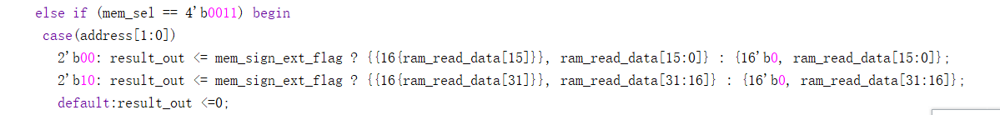 else if (mem_sel == 4'b0011) begin
case(address[1:0])
2'b00: result_out <= mem_sign_ext_flag ? {{16{ram_read_data[15]}}, ram_read_data[15:0]} : {16'b0, ram_read_data[15:0]};
2'b10: result_out <= mem_sign_ext_flag ? {{16{ram_read_data[31]}}, ram_read_data[31:16]} : {16'b0, ram_read_data[31:16]};
default:result_out <=0;